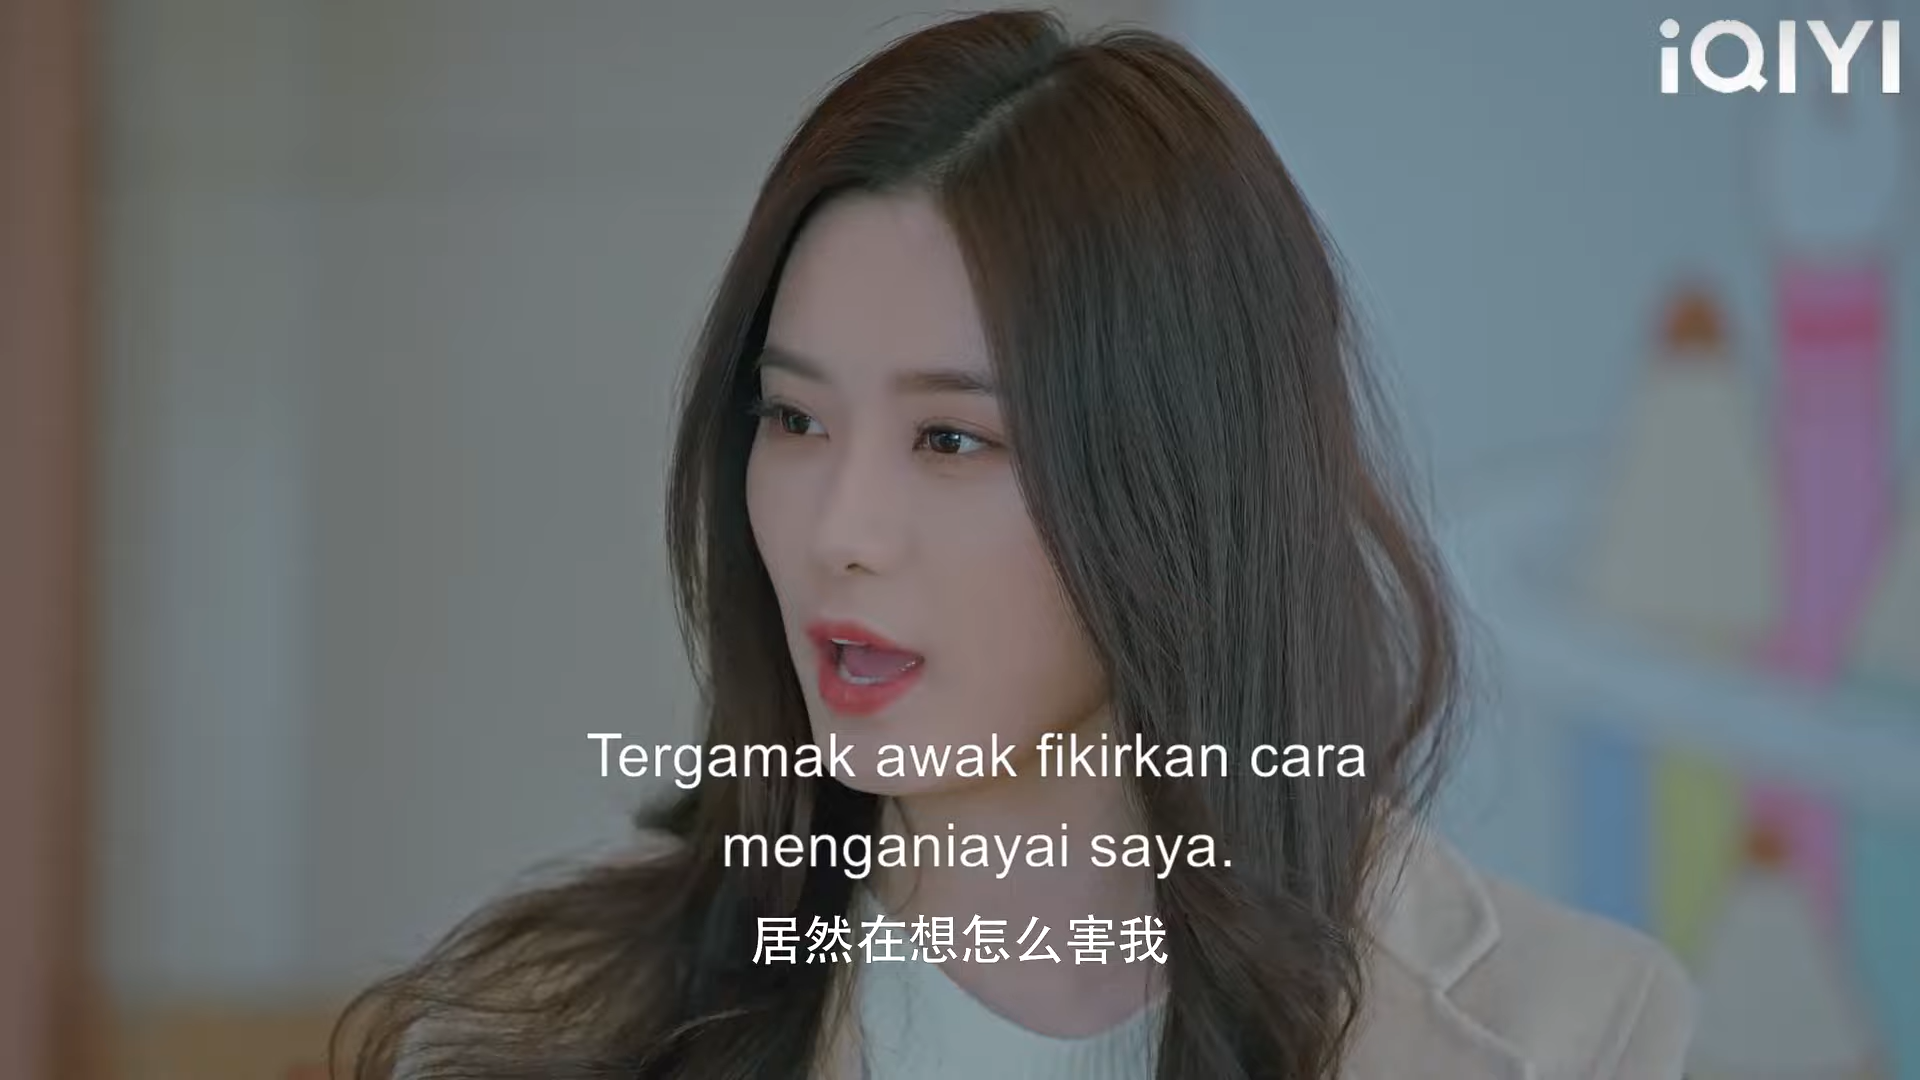 iQIYI
Tergamak awak fikirkan cara
menganiayai saya.
居然在想怎么害我